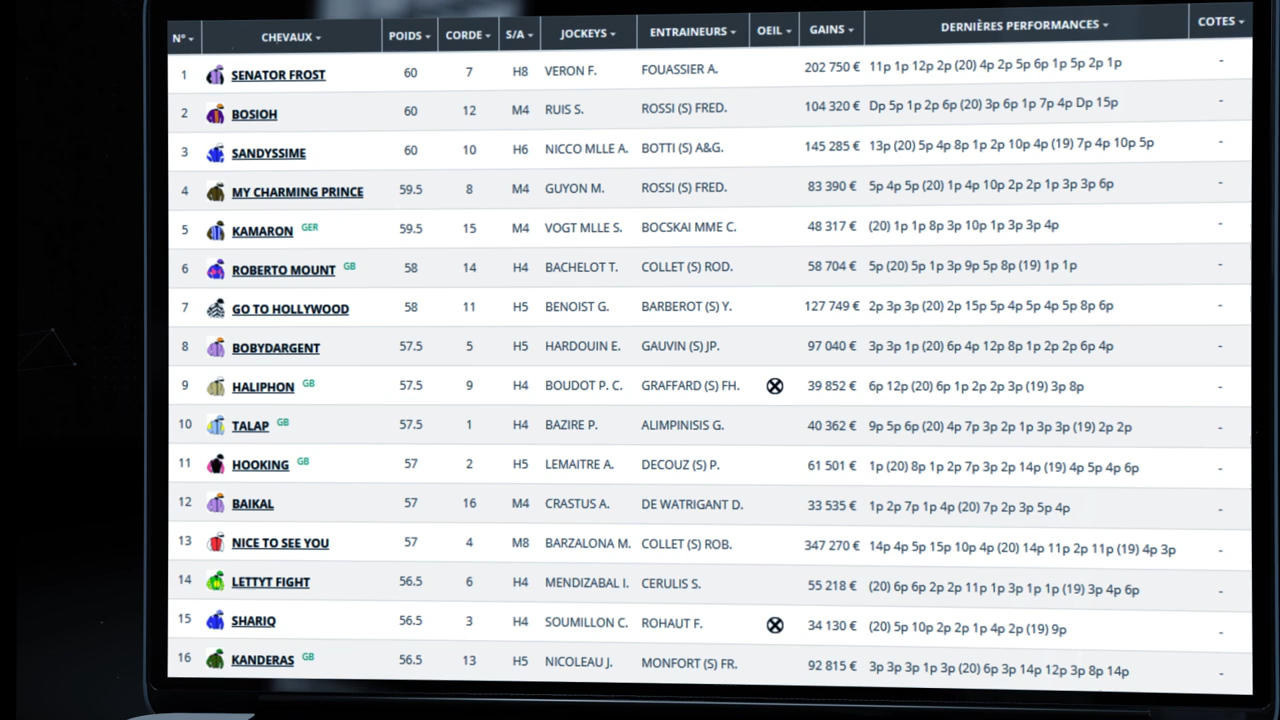 N° CHEVAUX POIDS CORDE S/A JOCKEYS ENTRAINEURS OEIL GAINS DERNIÈRES PERFORMANCES COTES
1 SENATOR FROST 60 7 H8 VERON F. FOUASSIER A. 202 750 € 11p 1p 12p 2p (20) 4p 2p 5p 6p 1p 5p 2p 1p -
2 BOSIOH 60 12 M4 RUIS S. ROSSI (S) FRED. 104 320 € Dp 5p 1p 2p 6p (20) 3p 6p 1p 7p 4p Dp 15p -
3 SANDYSSIME 60 10 H6 NICCO MLLE A. BOTTI (S) A&G. 145 285 € 13p (20) 5p 4p 8p 1p 2p 10p 4p (19) 7p 4p 10p 5p -
4 MY CHARMING PRINCE 59.5 8 M4 GUYON M. ROSSI (S) FRED. 83 390 € 5p 4p 5p (20) 1p 4p 10p 2p 2p 1p 3p 3p 6p -
5 KAMARON GER 59.5 15 M4 VOGT MLLE S. BOCSKAI MME C. 48 317 € (20) 1p 1p 8p 3p 10p 1p 3p 3p 4p -
6 ROBERTO MOUNT GB 58 14 H4 BACHELOT T. COLLET (S) ROD. 58 704 € 5p (20) 5p 1p 3p 9p 5p 8p (19) 1p 1p -
7 GO TO HOLLYWOOD 58 11 H5 BENOIST G. BARBEROT (S) Y. 127 749 € 2p 3p 3p (20) 2p 15p 5p 4p 5p 4p 5p 8p 6p -
8 BOBYDARGENT 57.5 5 H5 HARDOUIN E. GAUVIN (S) JP. 97 040 € 3p 3p 1p (20) 6p 4p 12p 8p 1p 2p 2p 6p 4p -
9 HALIPHON GB 57.5 9 H4 BOUDOT P. C. GRAFFARD (S) FH. 39 852 € 6p 12p (20) 6p 1p 2p 2p 3p (19) 3p 8p -
10 TALAP GB 57.5 1 H4 BAZIRE P. ALIMPINISIS G. 40 362 € 9p 5p 6p (20) 4p 7p 3p 2p 1p 3p 3p (19) 2p 2p -
11 HOOKING GB 57 2 H5 LEMAITRE A. DECOUZ (S) P. 61 501 € 1p (20) 8p 1p 2p 7p 3p 2p 14p (19) 4p 5p 4p 6p -
12 BAIKAL 57 16 M4 CRASTUS A. DE WATRIGANT D. 33 535 € 1p 2p 7p 1p 4p (20) 7p 2p 3p 5p 4p -
13 NICE TO SEE YOU 57 4 M8 BARZALONA M. COLLET (S) ROB. 347 270 € 14p 4p 5p 15p 10p 4p (20) 14p 11p 2p 11p (19) 4p 3p -
14 LETTYT FIGHT 56.5 6 H4 MENDIZABAL I. CERULIS S. 55 218 € (20) 6p 6p 2p 2p 11p 1p 3p 1p 1p (19) 3p 4p 6p -
15 SHARIQ 56.5 3 H4 SOUMILLON C. ROHAUT F. 34 130 € (20) 5p 10p 2p 2p 1p 4p 2p (19) 9p -
16 KANDERAS GB 56.5 13 H5 NICOLEAU J. MONFORT (S) FR. 92 815 € 3p 3p 3p 1p 3p (20) 6p 3p 14p 12p 3p 8p 14p -